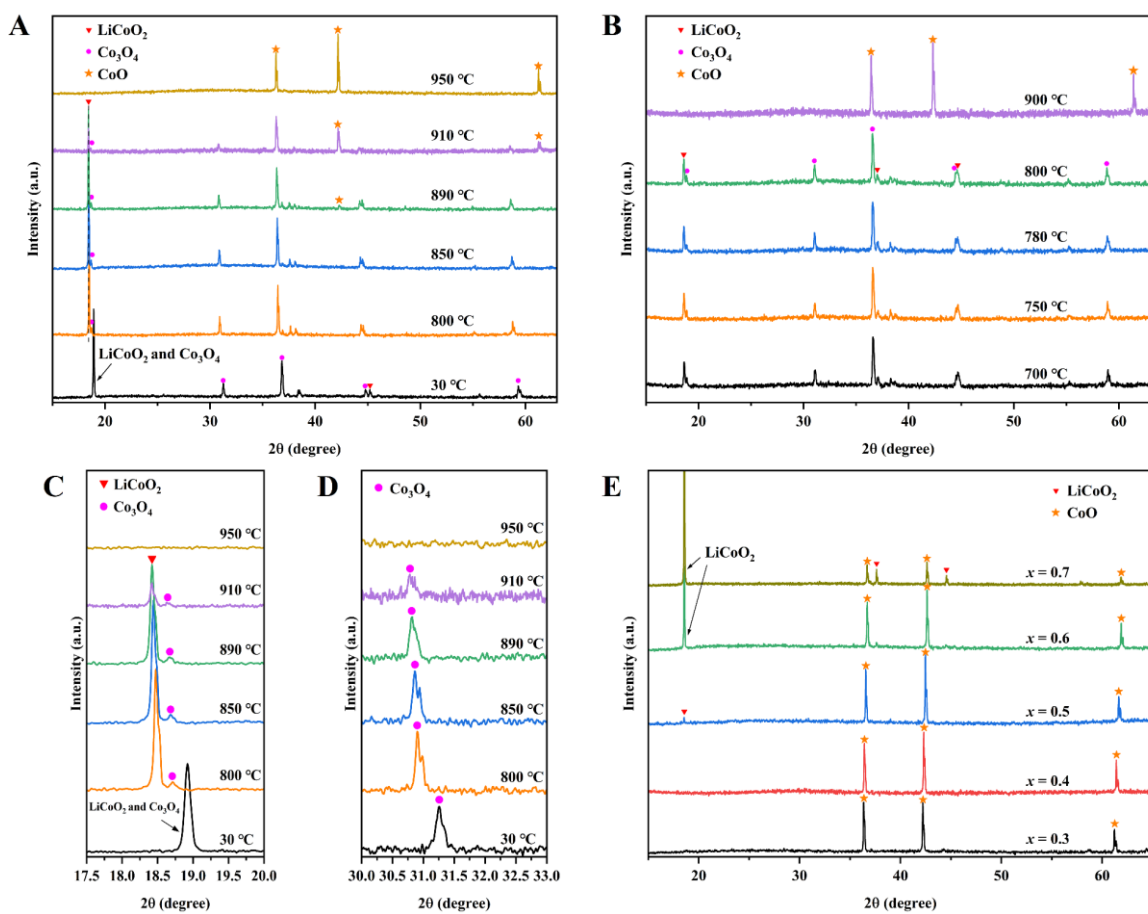 A
LiCoO2
Co3O4
CoO
950 °C
910 °C
890 °C
850 °C
800 °C
LiCoO2 and Co3O4
30 °C
Intensity (a.u.)
20 30 40 50 60
2θ (degree)
B
LiCoO2
Co3O4
CoO
900 °C
800 °C
780 °C
750 °C
700 °C
Intensity (a.u.)
20 30 40 50 60
2θ (degree)
C
LiCoO2
Co3O4
950 °C
910 °C
890 °C
850 °C
800 °C
LiCoO2 and Co3O4
30 °C
Intensity (a.u.)
17.5 18.0 18.5 19.0 19.5 20.0
2θ (degree)
D
Co3O4
950 °C
910 °C
890 °C
850 °C
800 °C
30 °C
Intensity (a.u.)
30.0 30.5 31.0 31.5 32.0 32.5 33.0
2θ (degree)
E
LiCoO2
CoO
LiCoO2
x = 0.7
x = 0.6
x = 0.5
x = 0.4
x = 0.3
Intensity (a.u.)
20 30 40 50 60
2θ (degree)